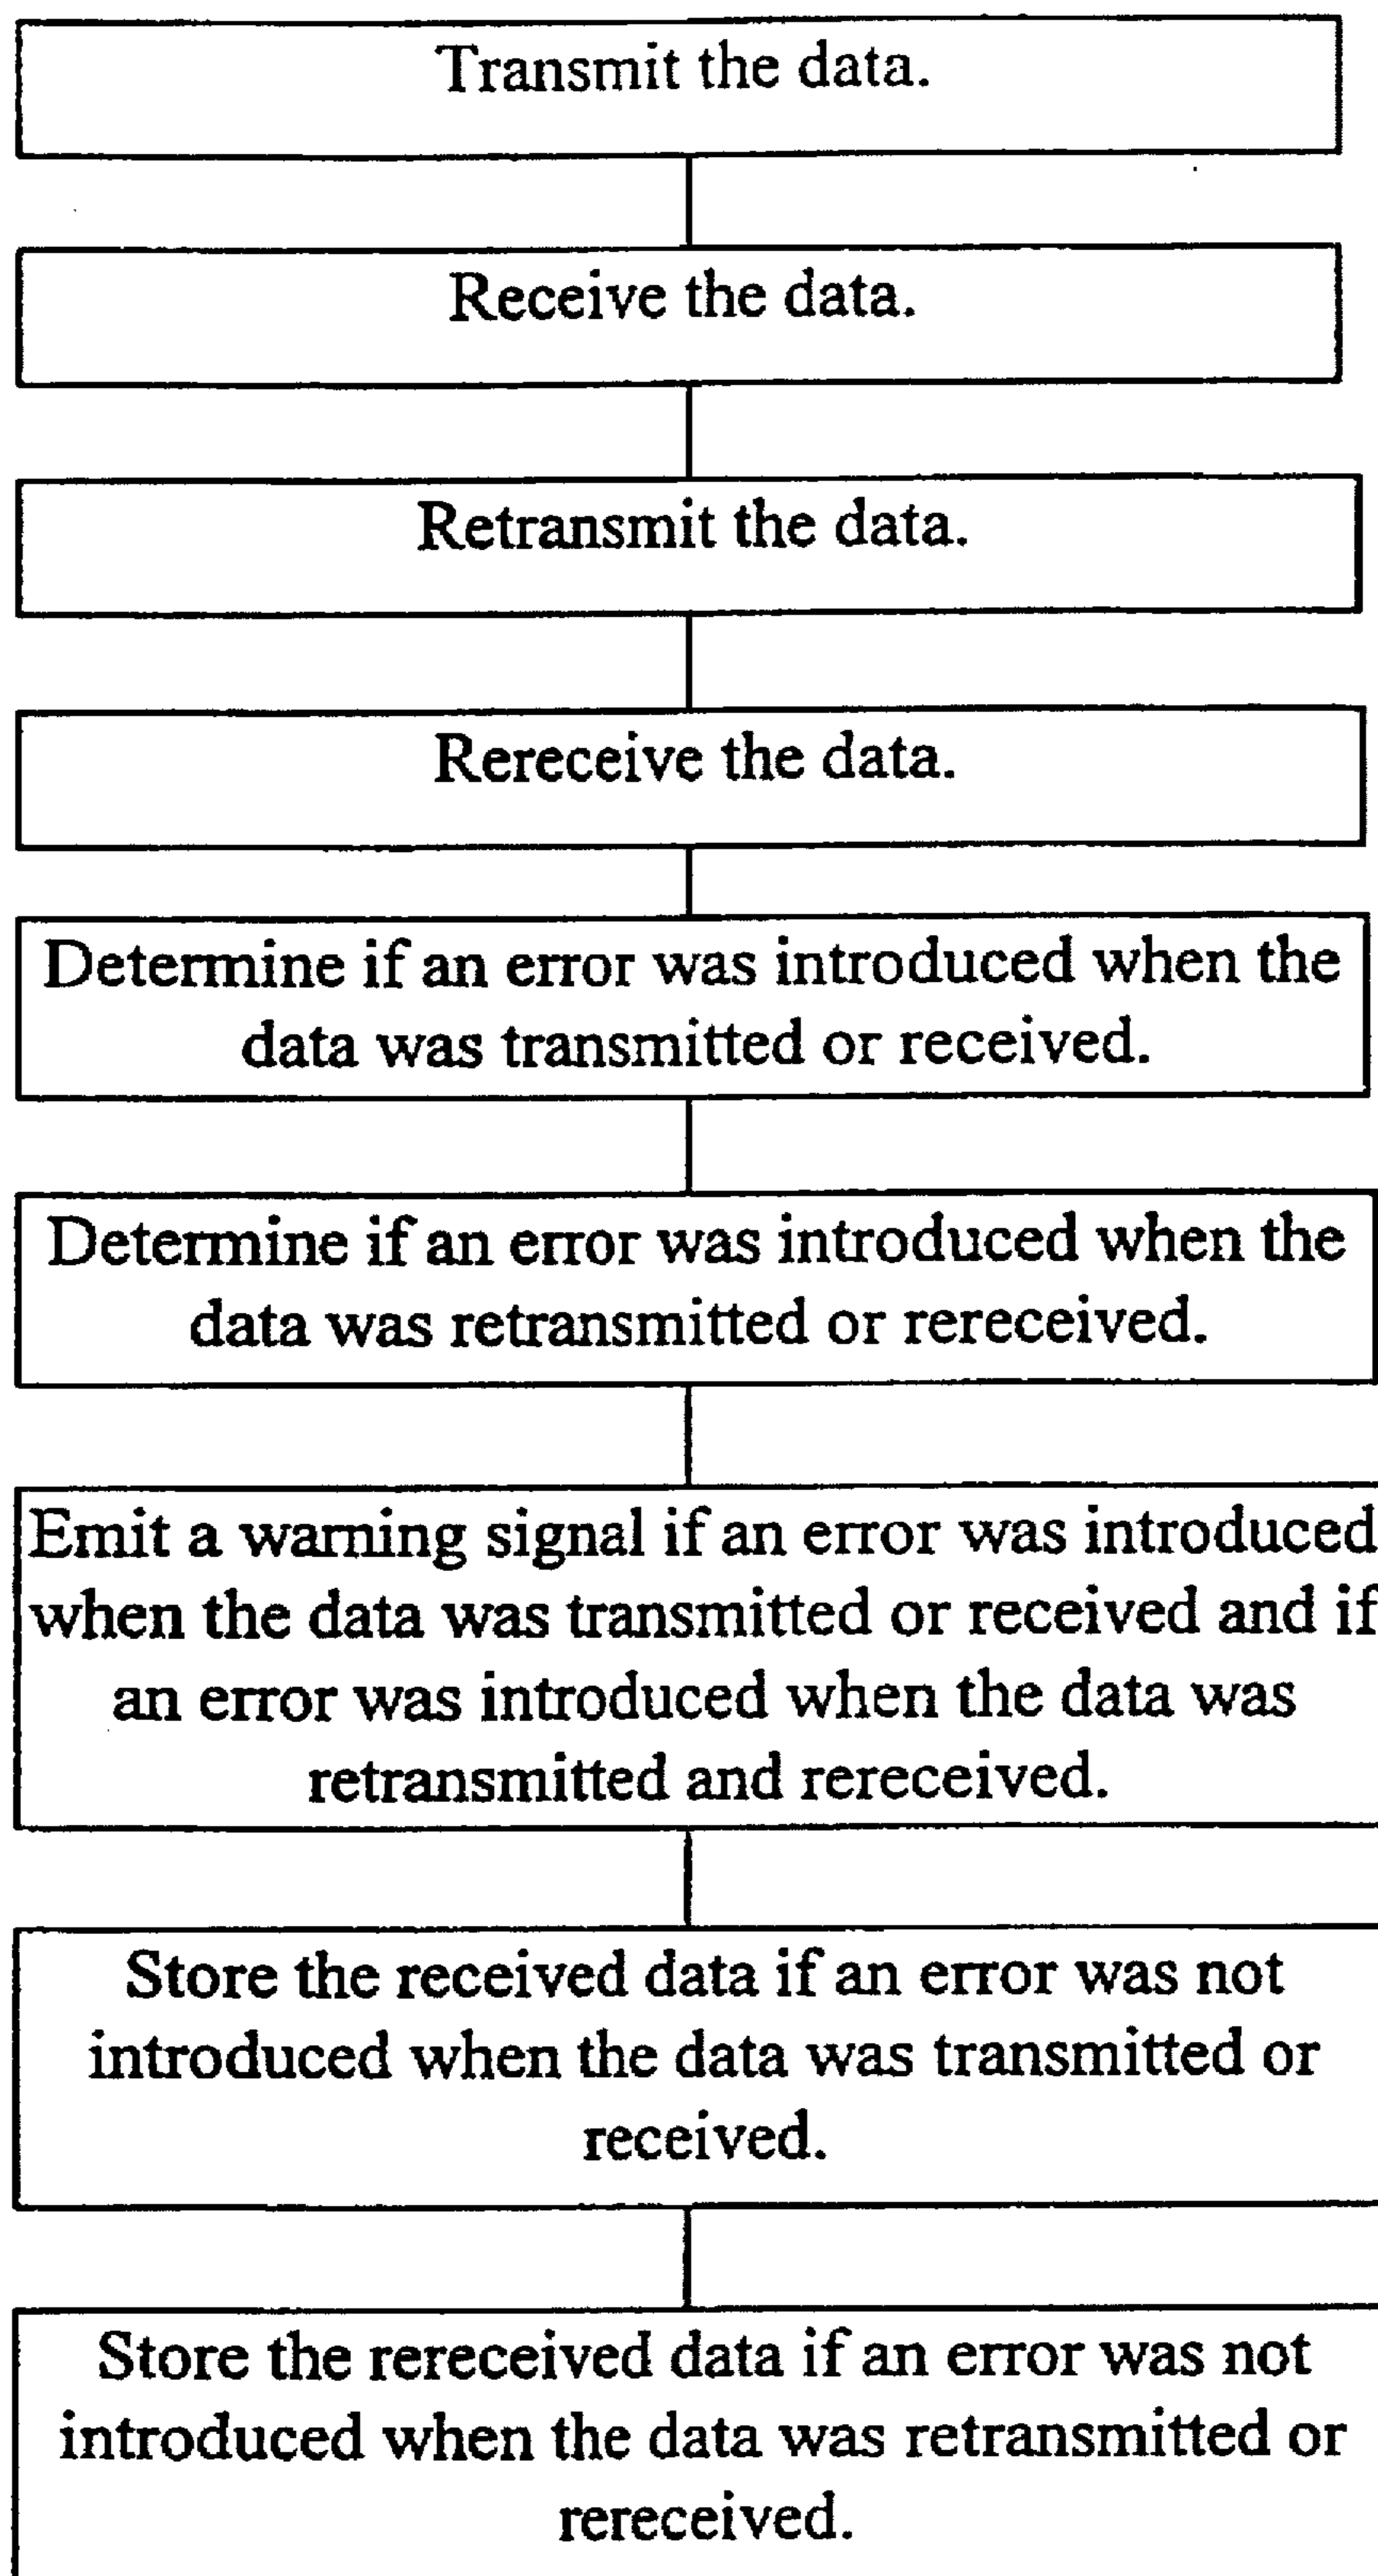 Transmit the data.
Receive the data.
Retransmit the data.
Rereceive the data.
Determine if an error was introduced when the
data was transmitted or received.
Determine if an error was introduced when the
data was retransmitted or rereceived.
Emit a warning signal if an error was introduced
when the data was transmitted or received and if
an error was introduced when the data was
retransmitted and rereceived.
Store the received data if an error was not
introduced when the data was transmitted or
received.
Store the rereceived data if an error was not
introduced when the data was retransmitted or
rereceived.